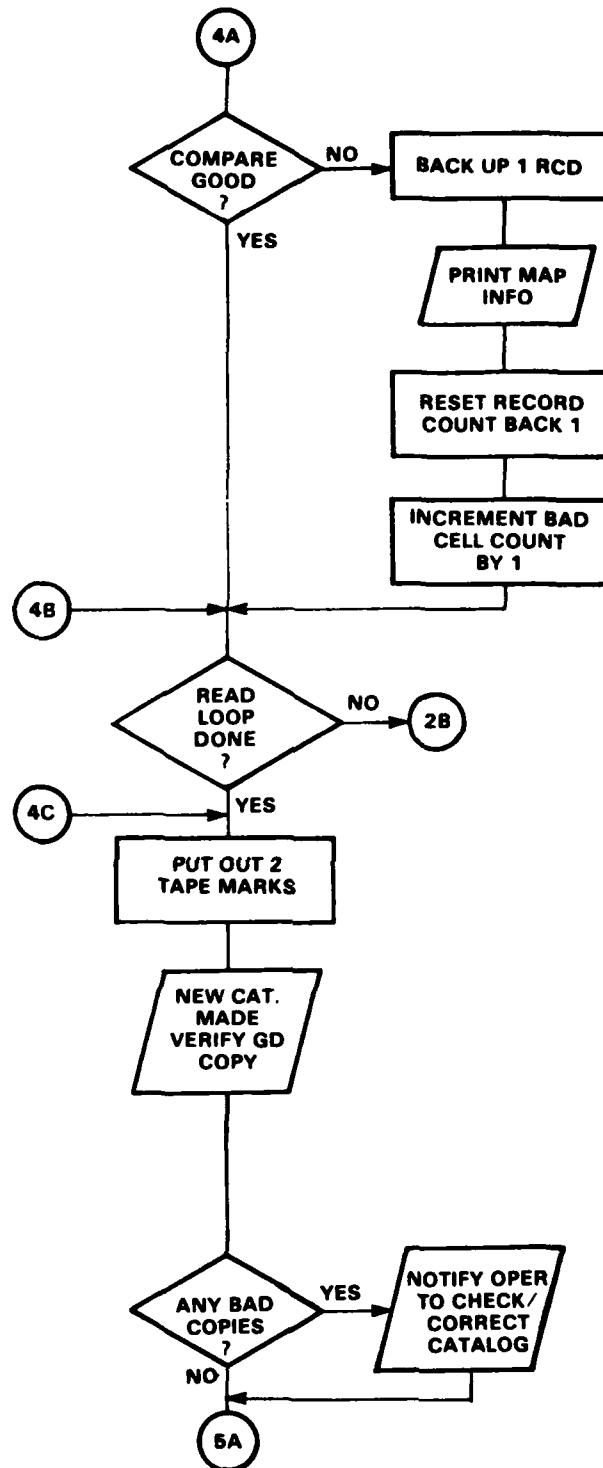 4A
COMPARE
GOOD
?
NO
BACK UP 1 RCD
YES
PRINT MAP
INFO
RESET RECORD
COUNT BACK 1
INCREMENT BAD
CELL COUNT
BY 1
4B
READ
LOOP
DONE
?
NO
2B
YES
4C
PUT OUT 2
TAPE MARKS
NEW CAT.
MADE
VERIFY GD
COPY
ANY BAD
COPIES
?
YES
NOTIFY OPER
TO CHECK/
CORRECT
CATALOG
NO
5A